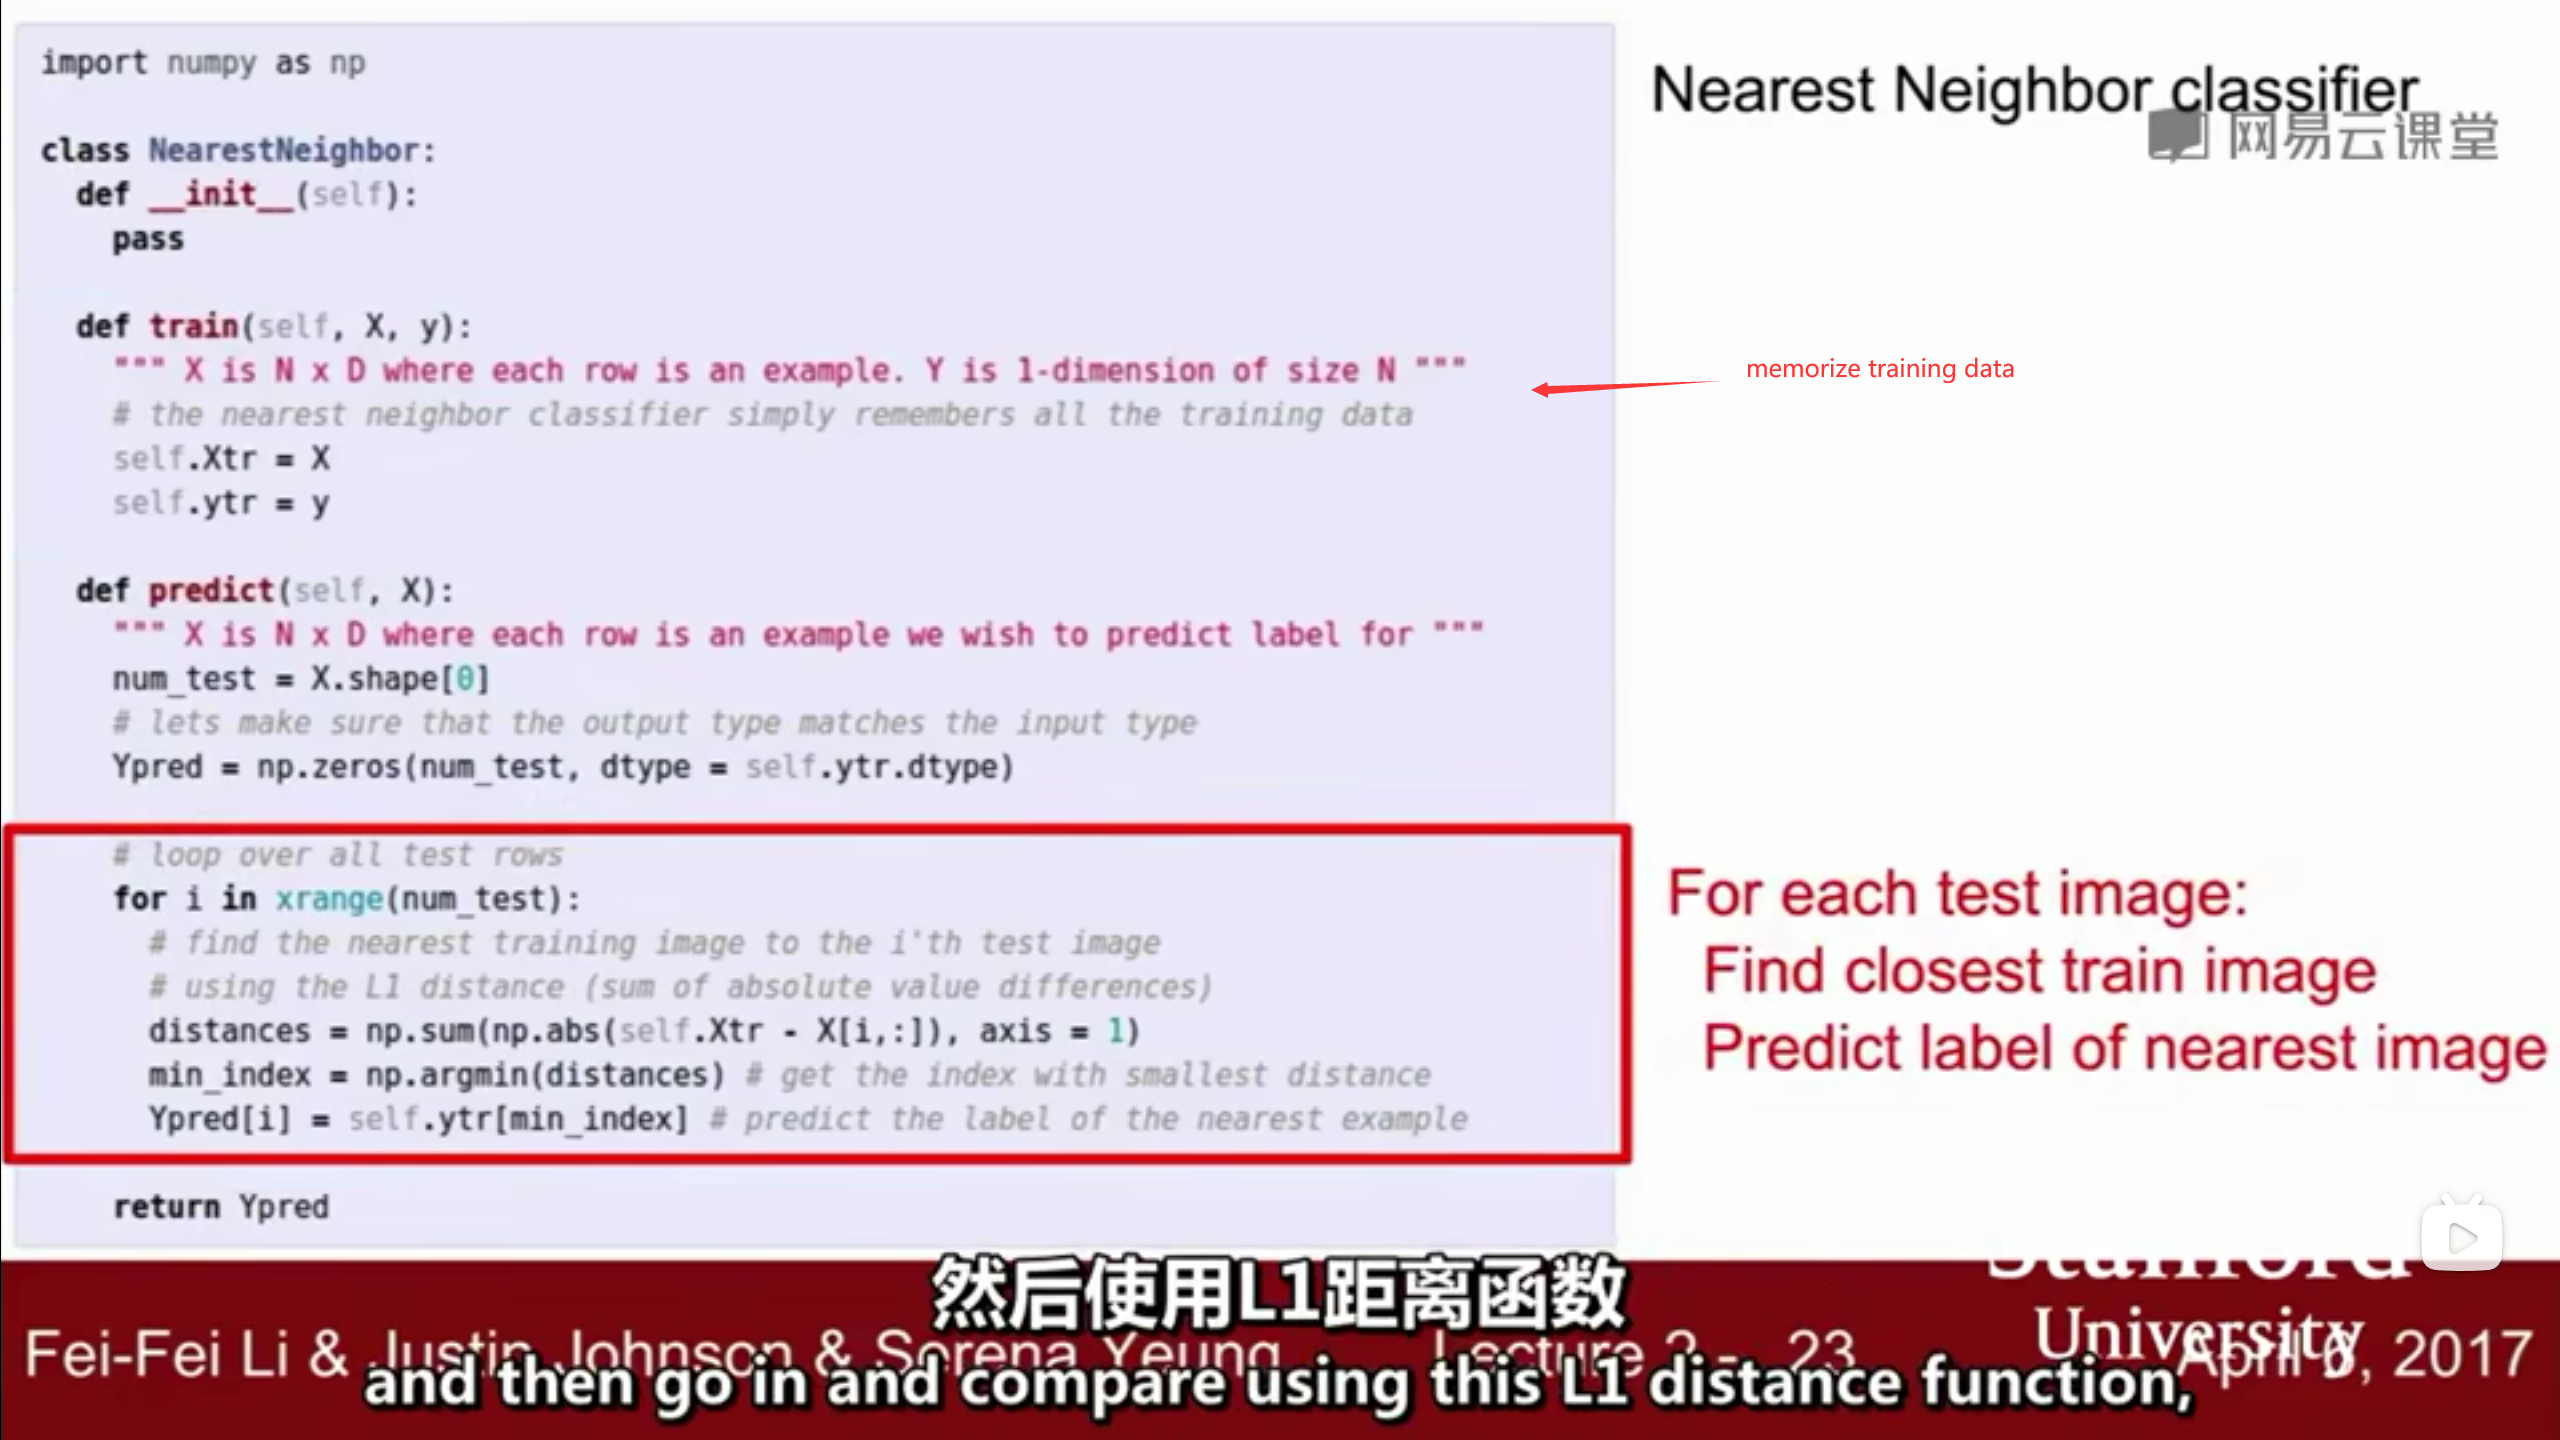 import numpy as np
class NearestNeighbor:
def __init__(self):
pass
def train(self, X, y):
""" X is N x D where each row is an example. Y is 1-dimension of size N """
# the nearest neighbor classifier simply remembers all the training data
self.Xtr = X
self.ytr = y
def predict(self, X):
""" X is N x D where each row is an example we wish to predict label for """
num_test = X.shape[0]
# lets make sure that the output type matches the input type
Ypred = np.zeros(num_test, dtype = self.ytr.dtype)
# loop over all test rows
for i in xrange(num_test):
# find the nearest training image to the i'th test image
# using the L1 distance (sum of absolute value differences)
distances = np.sum(np.abs(self.Xtr - X[i,:]), axis = 1)
min_index = np.argmin(distances) # get the index with smallest distance
Ypred[i] = self.ytr[min_index] # predict the label of the nearest example
return Ypred
Nearest Neighbor classifier
网易云课堂
memorize training data
For each test image:
Find closest train image
Predict label of nearest image
然后使用L1距离函数
Fei-Fei Li & Justin Johnson & Serena Yeung
Lecture 2 - 23
Stanford
University
April 6, 2017
and then go in and compare using this L1 distance function,